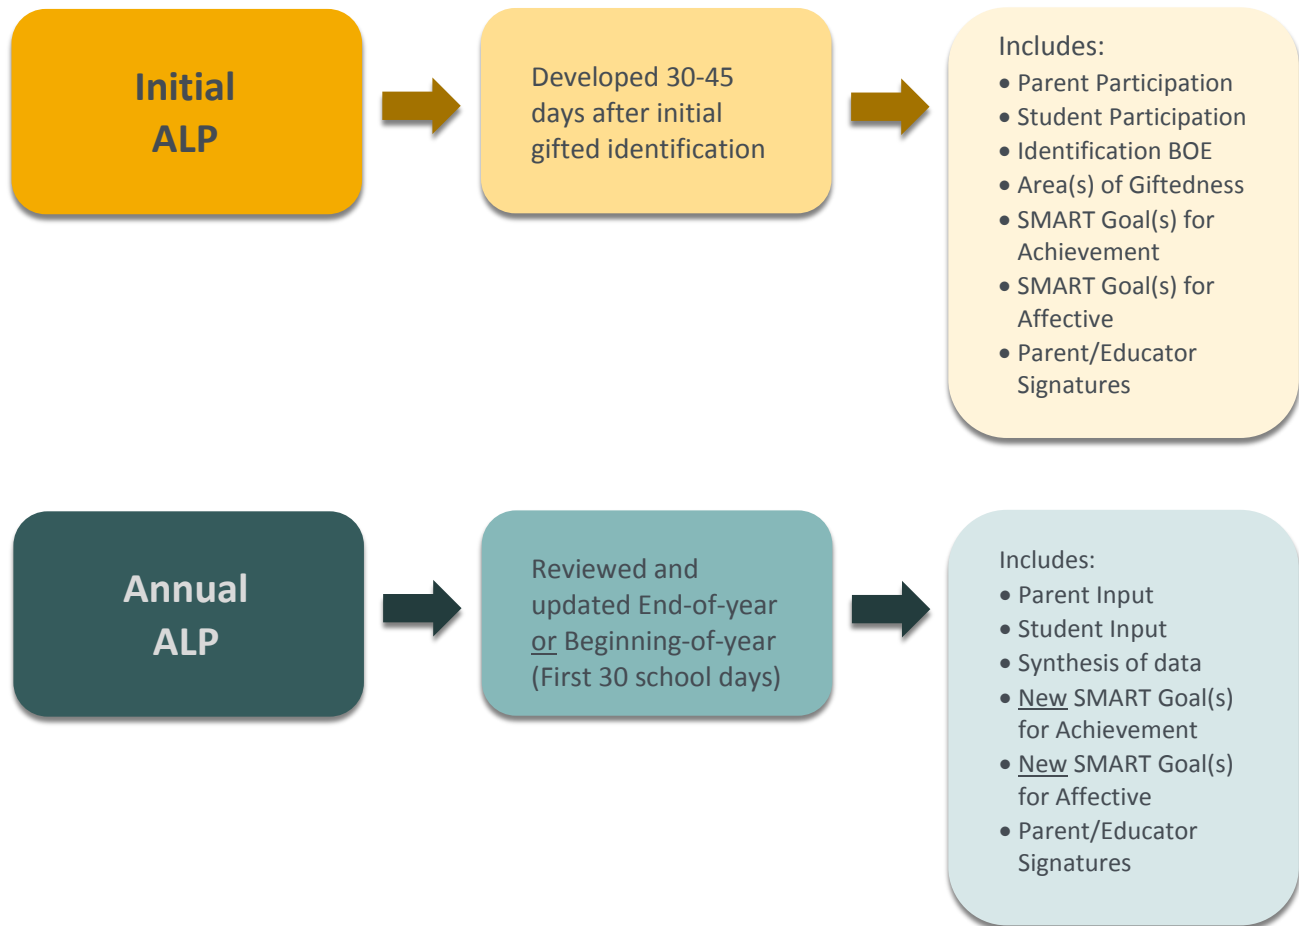 Initial
ALP
Developed 30-45
days after initial
gifted identification
Includes:
• Parent Participation
• Student Participation
• Identification BOE
• Area(s) of Giftedness
• SMART Goal(s) for
Achievement
• SMART Goal(s) for
Affective
• Parent/Educator
Signatures
Annual
ALP
Reviewed and
updated End-of-year
or Beginning-of-year
(First 30 school days)
Includes:
• Parent Input
• Student Input
• Synthesis of data
• New SMART Goal(s)
for Achievement
• New SMART Goal(s)
for Affective
• Parent/Educator
Signatures